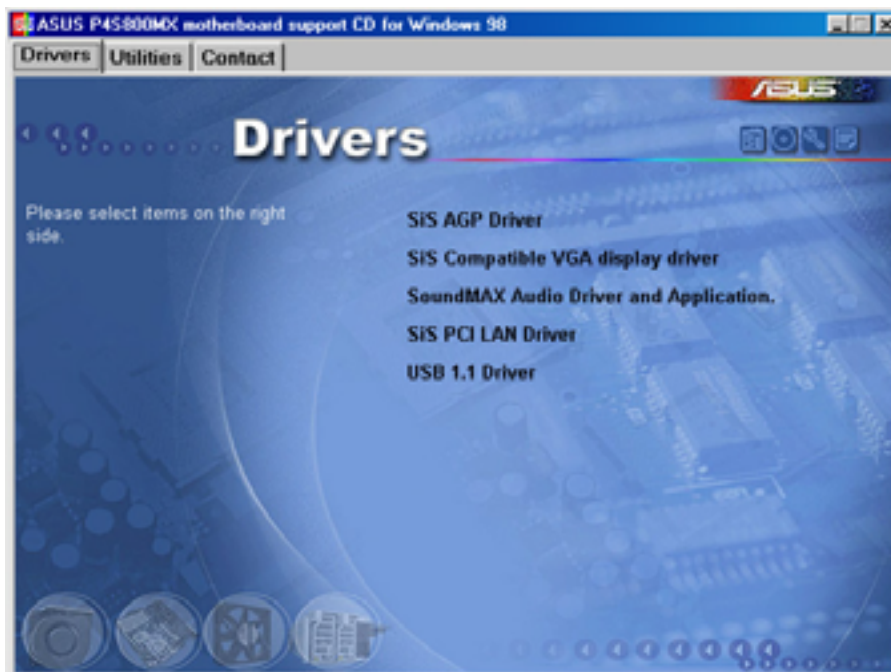 ASUS P4S800MX motherboard support CD for Windows 98
Drivers Utilities Contact
ASUS
Drivers
Please select items on the right
side.
SiS AGP Driver
SiS Compatible VGA display driver
SoundMAX Audio Driver and Application.
SiS PCI LAN Driver
USB 1.1 Driver